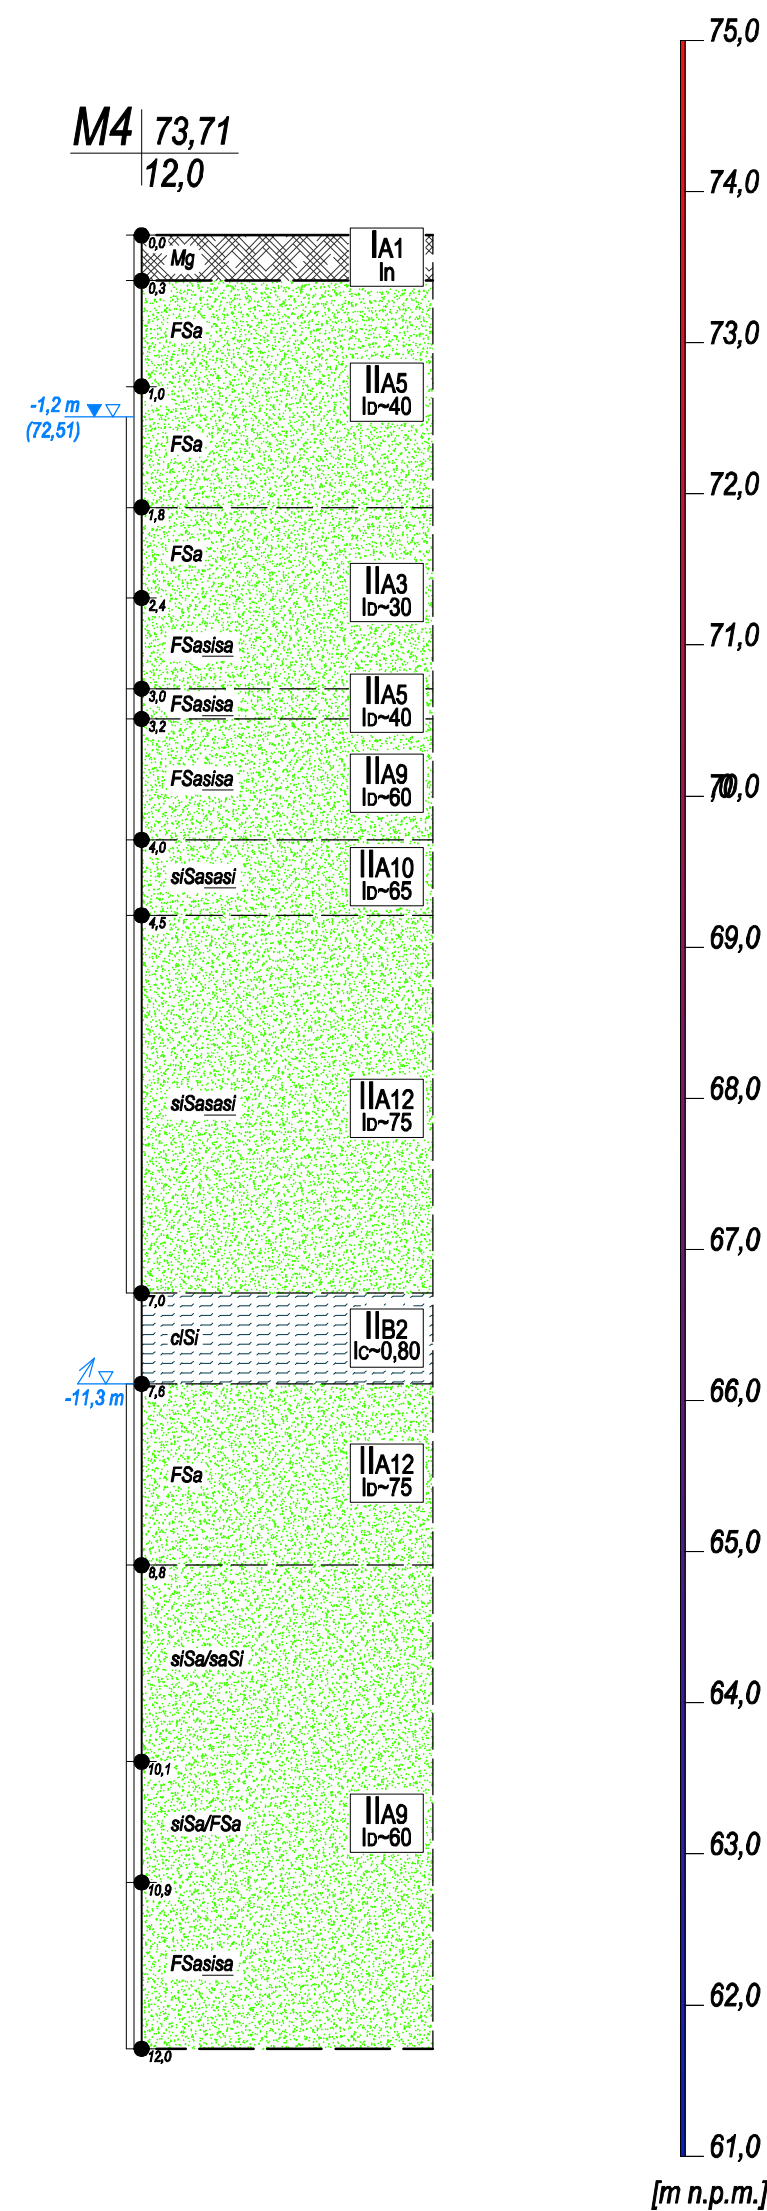 75,0
M4 73,71
12,0
74,0
0,0
Mg
IA1
In
0,3
FSa
73,0
IIA5
ID~40
1,0
-1,2 m
(72,51)
FSa
72,0
1,8
FSa
IIA3
ID~30
2,4
FSasisa
71,0
3,0
FSasisa
IIA5
ID~40
3,2
FSasisa
IIA9
ID~60
70,0
4,0
siSasasi
IIA10
ID~65
4,5
69,0
siSasasi
IIA12
ID~75
68,0
67,0
7,0
clSi
IIB2
IC~0,80
7,6
-11,3 m
66,0
FSa
IIA12
ID~75
65,0
8,8
siSa/saSi
64,0
10,1
siSa/FSa
IIA9
ID~60
63,0
10,9
FSasisa
62,0
12,0
61,0
[m n.p.m.]